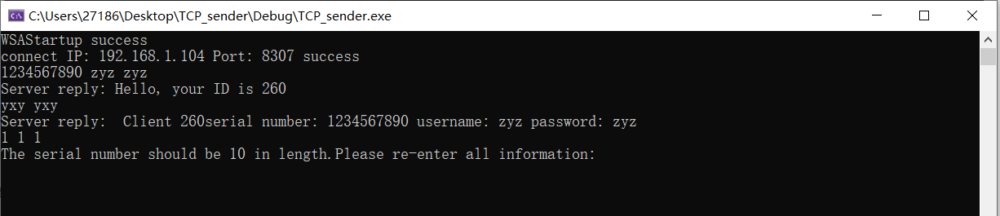 C:\Users\27186\Desktop\TCP_sender\Debug\TCP_sender.exe
WSAStartup success
connect IP: 192.168.1.104 Port: 8307 success
1234567890 zyz zyz
Server reply: Hello, your ID is 260
yxy yxy
Server reply:  Client 260serial number: 1234567890 username: zyz password: zyz
1 1 1
The serial number should be 10 in length.Please re-enter all information: